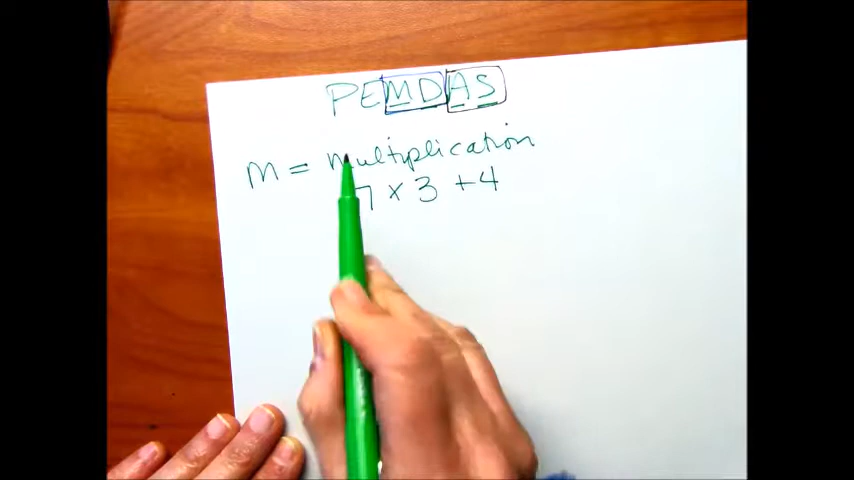 PEMDAS
M = multiplication
7 × 3 + 4